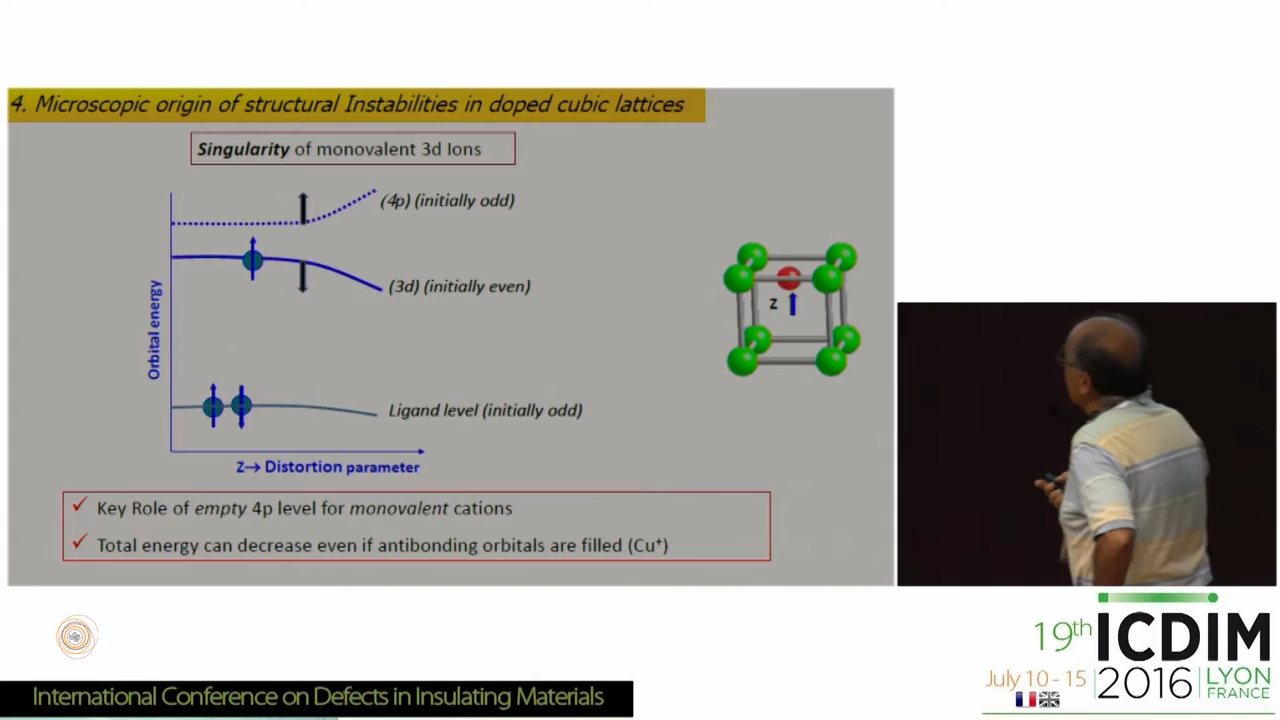 4. Microscopic origin of structural Instabilities in doped cubic lattices
Singularity of monovalent 3d Ions
(4p) (initially odd)
(3d) (initially even)
Orbital energy
Ligand level (initially odd)
Z→ Distortion parameter
z
✓ Key Role of empty 4p level for monovalent cations
✓ Total energy can decrease even if antibonding orbitals are filled (Cu⁺)
19th ICDIM
July 10 - 15 2016 LYON
FRANCE
International Conference on Defects in Insulating Materials